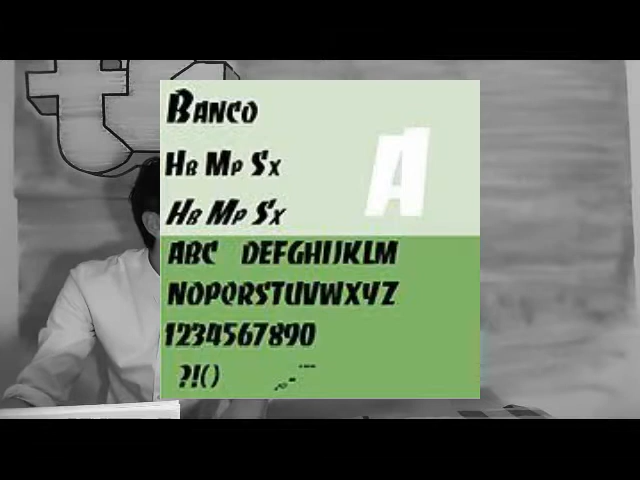 Banco
A
Hb Mp Sx
Hb Mp Sx
ABC DEFGHIJKLM
NOPQRSTUVWXYZ
1234567890
?!()